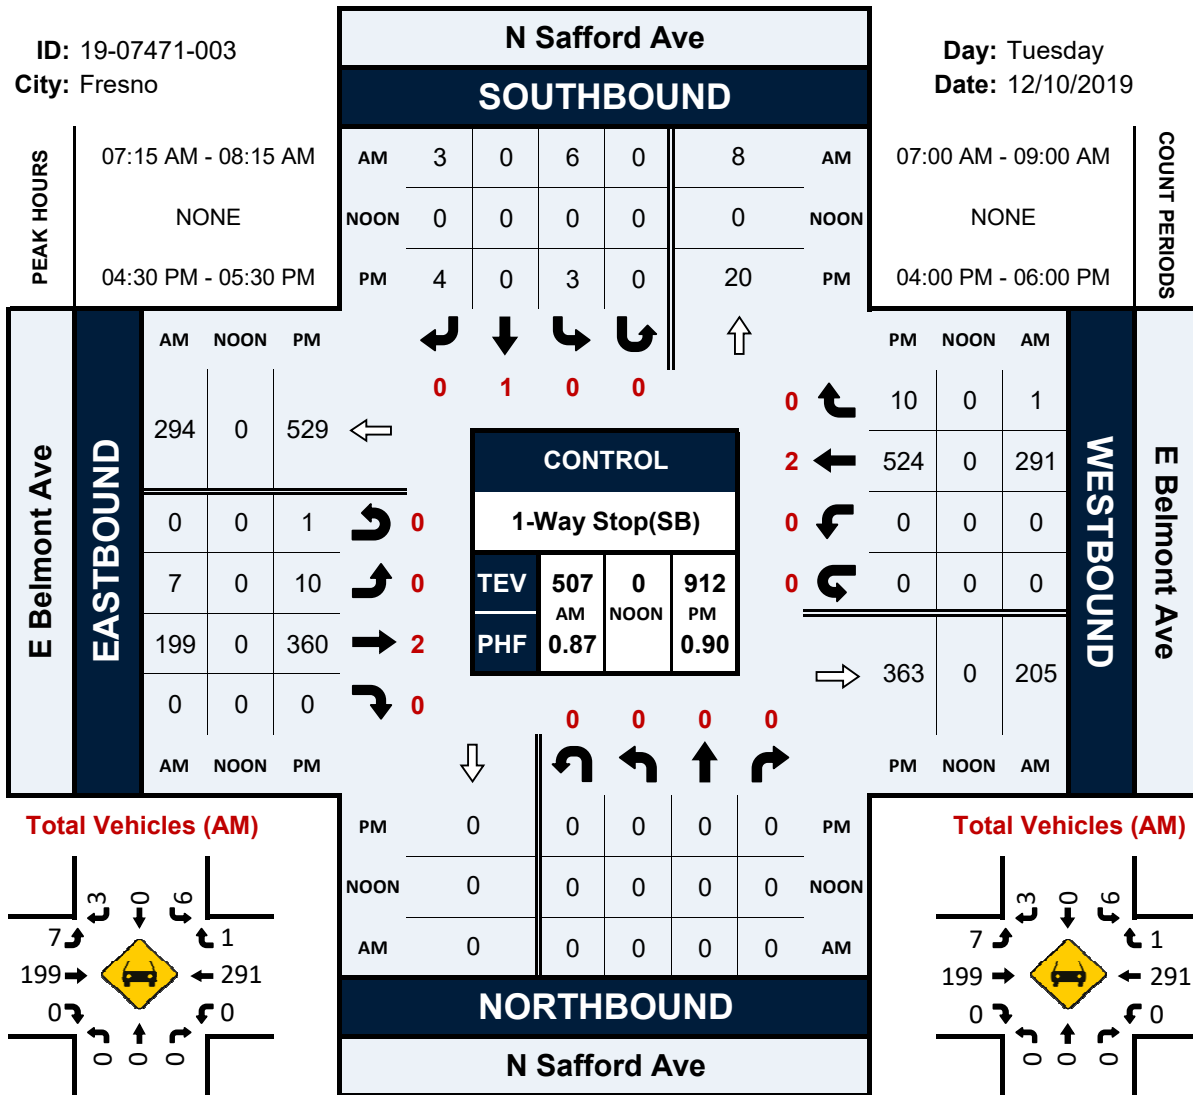 N Safford Ave
SOUTHBOUND
ID: 19-07471-003
City: Fresno
Day: Tuesday
Date: 12/10/2019
PEAK HOURS
07:15 AM - 08:15 AM
NONE
04:30 PM - 05:30 PM
COUNT PERIODS
07:00 AM - 09:00 AM
NONE
04:00 PM - 06:00 PM
AM 3 0 6 0 8 AM
NOON 0 0 0 0 0 NOON
PM 4 0 3 0 20 PM
0 1 0 0
E Belmont Ave
EASTBOUND
AM NOON PM
294 0 529
0 0 1 0
7 0 10 0
199 0 360 2
0 0 0 0
AM NOON PM
CONTROL
1-Way Stop(SB)
TEV 507 0 912
AM NOON PM
PHF 0.87 0.90
PM NOON AM
0 10 0 1
2 524 0 291
0 0 0 0
0 0 0 0
363 0 205
PM NOON AM
WESTBOUND
E Belmont Ave
0 0 0 0
PM 0 0 0 0 0 PM
NOON 0 0 0 0 0 NOON
AM 0 0 0 0 0 AM
NORTHBOUND
N Safford Ave
Total Vehicles (AM)
3 0 6
7 1
199 291
0 0
0 0 0
Total Vehicles (AM)
3 0 6
7 1
199 291
0 0
0 0 0